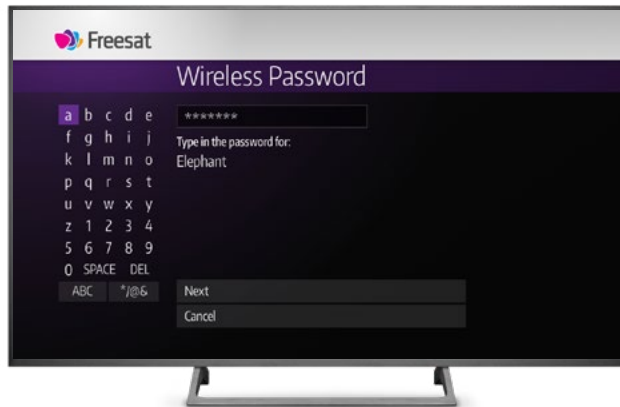 Freesat
Wireless Password
a b c d e
f g h i j
k l m n o
p q r s t
u v w x y
z 1 2 3 4
5 6 7 8 9
0 SPACE DEL
ABC */@&
*******
Type in the password for:
Elephant
Next
Cancel